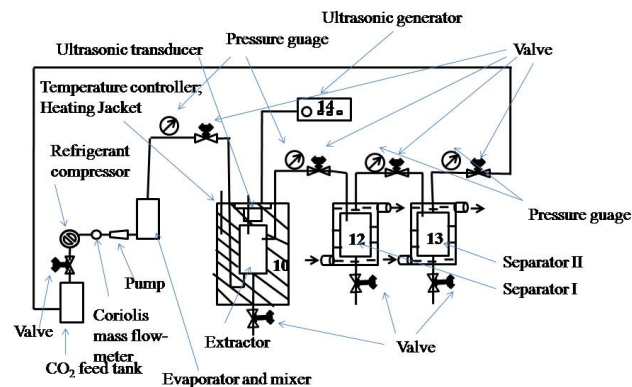 Ultrasonic generator
Ultrasonic transducer
Pressure guage
Valve
Temperature controller;
Heating Jacket
14
Refrigerant
compressor
Pressure guage
10
12
13
Separator II
Separator I
Pump
Valve
Coriolis
mass flow-
meter
Extractor
Valve
CO₂ feed tank
Evaporator and mixer